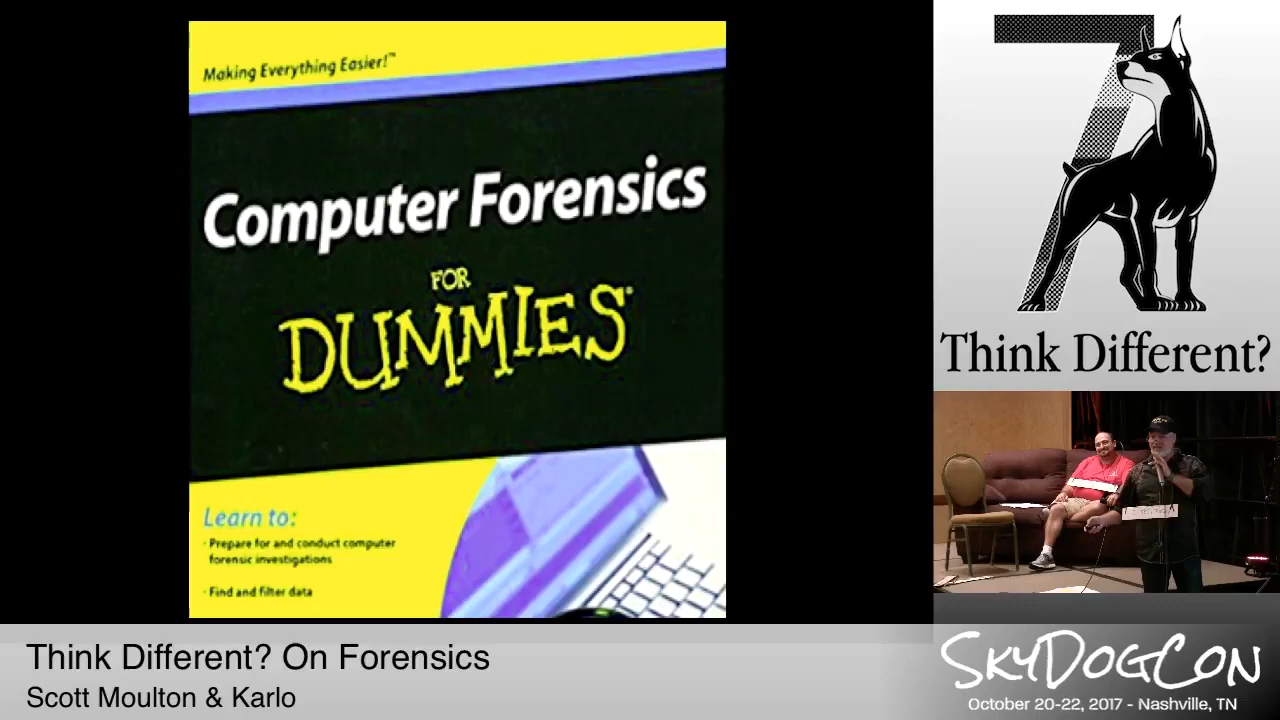 Making Everything Easier!™
Computer Forensics
FOR
DUMMIES®
Learn to:
· Prepare for and conduct computer
forensic investigations
· Find and filter data
7
Think Different?
Think Different? On Forensics
Scott Moulton & Karlo
SKYDOGCON
October 20-22, 2017 - Nashville, TN